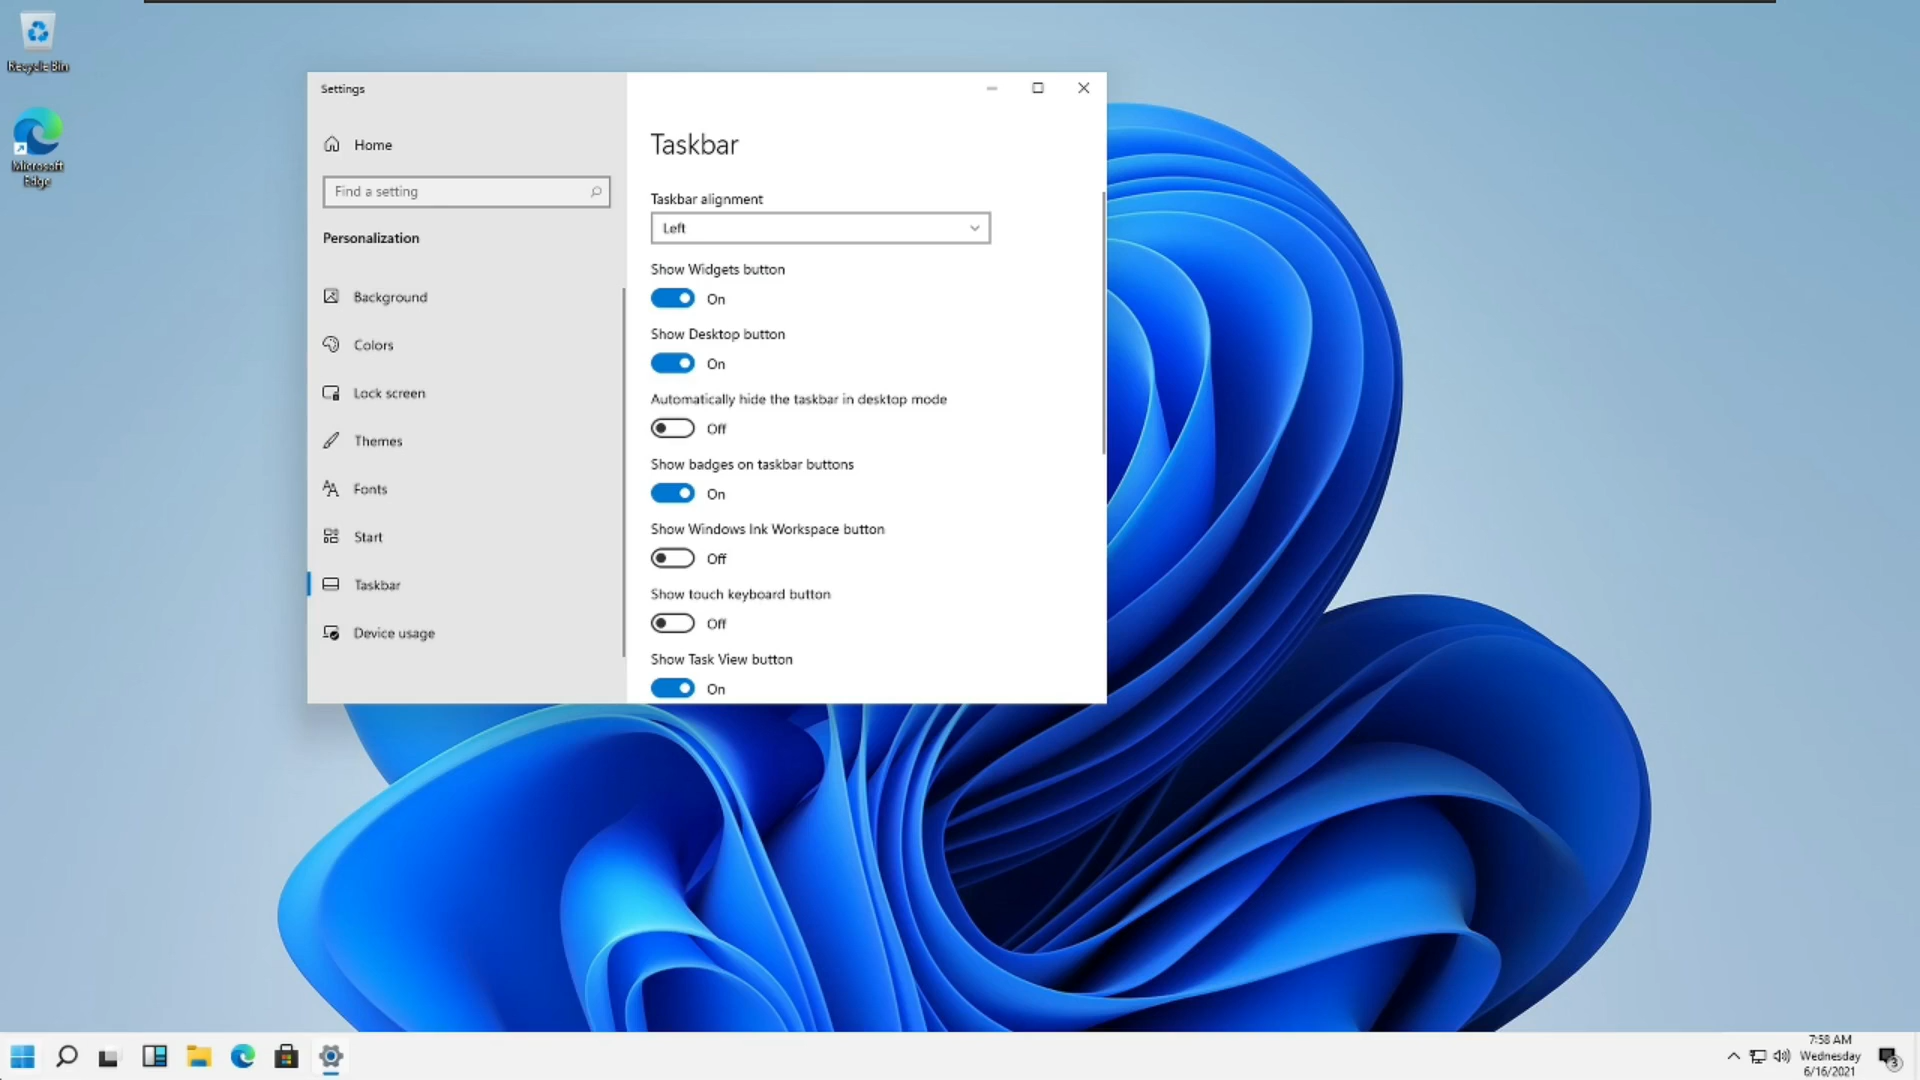 Recycle Bin
Microsoft
Edge
Settings
Home
Find a setting
Personalization
Background
Colors
Lock screen
Themes
Fonts
Start
Taskbar
Device usage
Taskbar
Taskbar alignment
Left
Show Widgets button
On
Show Desktop button
On
Automatically hide the taskbar in desktop mode
Off
Show badges on taskbar buttons
On
Show Windows Ink Workspace button
Off
Show touch keyboard button
Off
Show Task View button
On
7:58 AM
Wednesday
6/16/2021
3